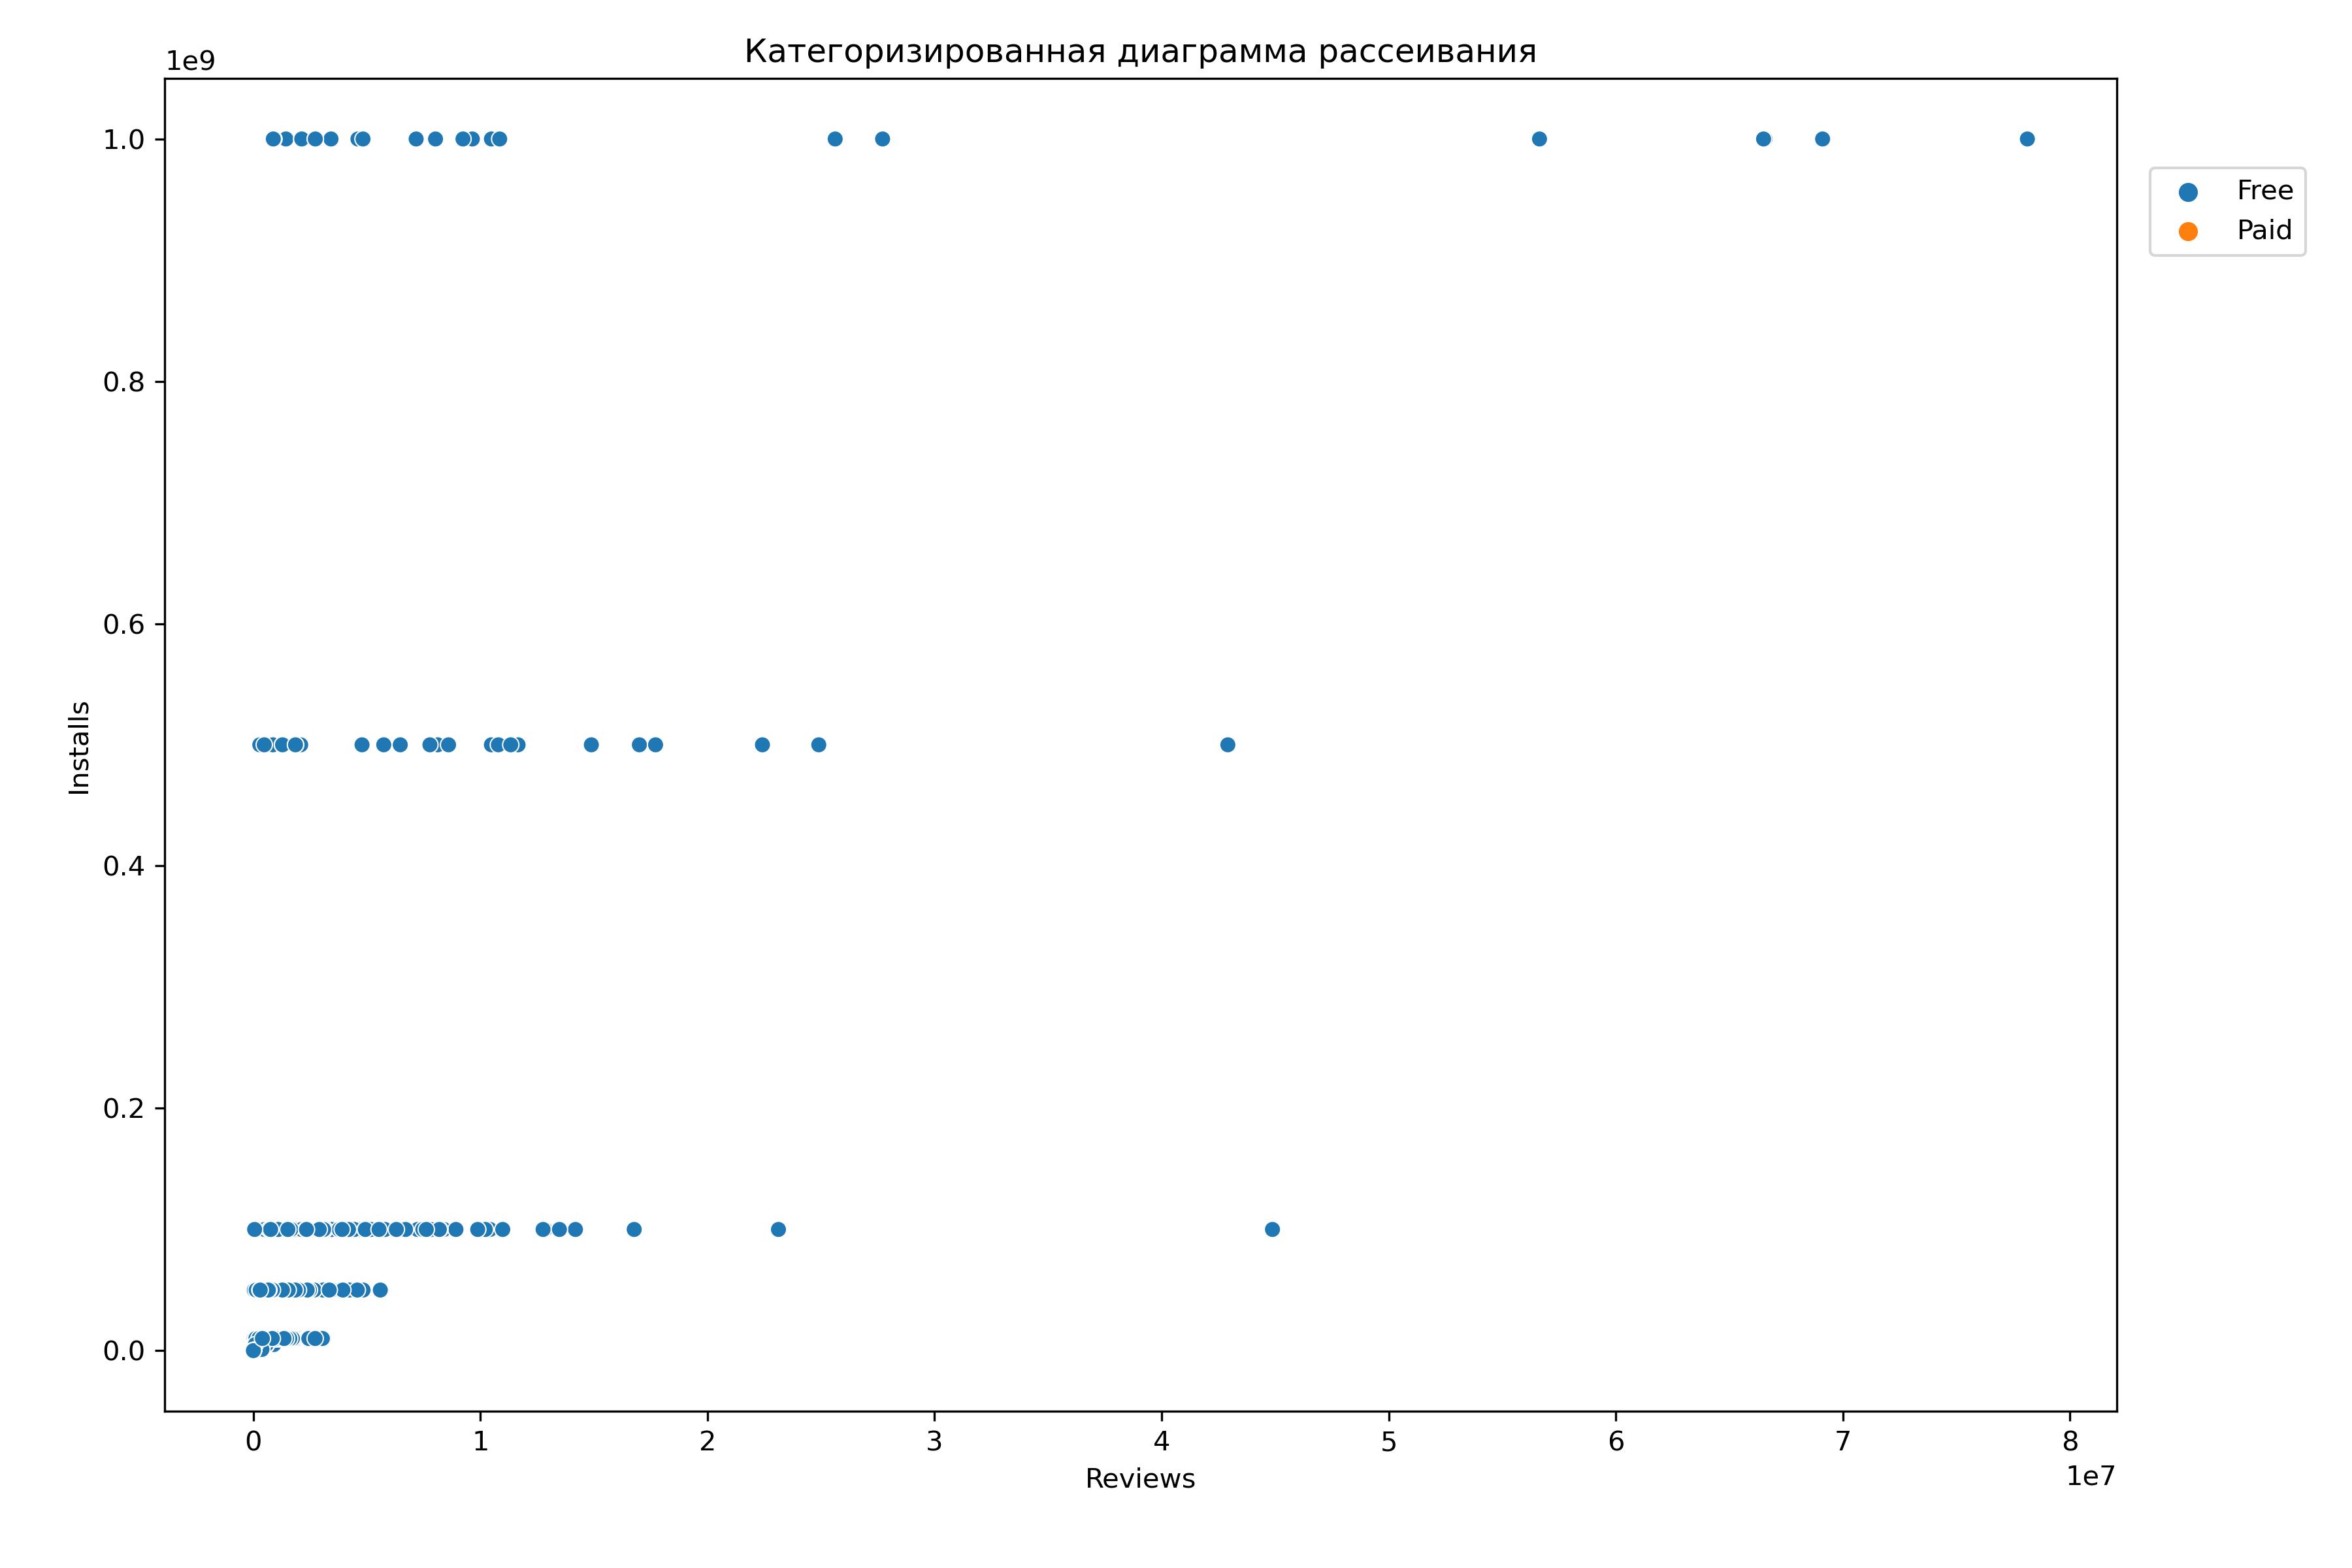 Категоризированная диаграмма рассеивания
1e9
1.0
0.8
0.6
0.4
0.2
0.0
Installs
0 1 2 3 4 5 6 7 8
1e7
Reviews
Free
Paid